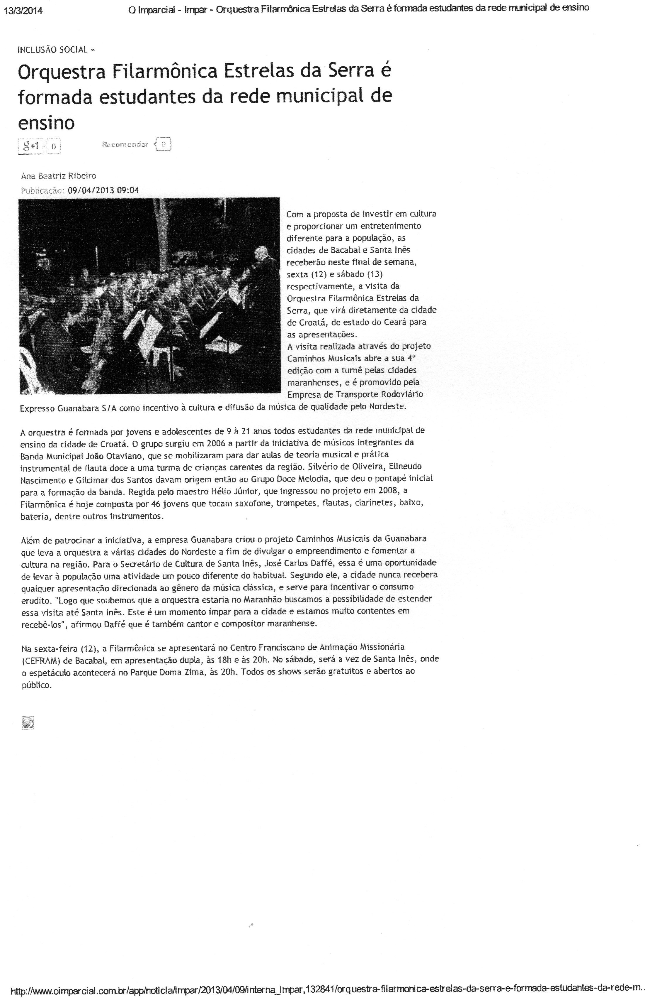 13/3/2014
O Imparcial - Impar - Orquestra Filarmônica Estrelas da Serra é formada estudantes da rede municipal de ensino
INCLUSÃO SOCIAL »
Orquestra Filarmônica Estrelas da Serra é
formada estudantes da rede municipal de
ensino
g+1 0
Recomendar 0
Ana Beatriz Ribeiro
Publicação: 09/04/2013 09:04
Com a proposta de investir em cultura
e proporcionar um entretenimento
diferente para a população, as
cidades de Bacabal e Santa Inês
receberão neste final de semana,
sexta (12) e sábado (13)
respectivamente, a visita da
Orquestra Filarmônica Estrelas da
Serra, que virá diretamente da cidade
de Croatá, do estado do Ceará para
as apresentações.
A visita realizada através do projeto
Caminhos Musicais abre a sua 4º
edição com a turnê pelas cidades
maranhenses, e é promovido pela
Empresa de Transporte Rodoviário
Expresso Guanabara S/A como incentivo à cultura e difusão da música de qualidade pelo Nordeste.
A orquestra é formada por jovens e adolescentes de 9 à 21 anos todos estudantes da rede municipal de
ensino da cidade de Croatá. O grupo surgiu em 2006 a partir da iniciativa de músicos integrantes da
Banda Municipal João Otaviano, que se mobilizaram para dar aulas de teoria musical e prática
instrumental de flauta doce a uma turma de crianças carentes da região. Silvério de Oliveira, Elineudo
Nascimento e Gilcimar dos Santos davam origem então ao Grupo Doce Melodia, que deu o pontapé inicial
para a formação da banda. Regida pelo maestro Hélio Júnior, que ingressou no projeto em 2008, a
Filarmônica é hoje composta por 46 jovens que tocam saxofone, trompetes, flautas, clarinetes, baixo,
bateria, dentre outros instrumentos.
Além de patrocinar a iniciativa, a empresa Guanabara criou o projeto Caminhos Musicais da Guanabara
que leva a orquestra a várias cidades do Nordeste a fim de divulgar o empreendimento e fomentar a
cultura na região. Para o Secretário de Cultura de Santa Inês, José Carlos Daffé, essa é uma oportunidade
de levar à população uma atividade um pouco diferente do habitual. Segundo ele, a cidade nunca recebera
qualquer apresentação direcionada ao gênero da música clássica, e serve para incentivar o consumo
erudito. "Logo que soubemos que a orquestra estaria no Maranhão buscamos a possibilidade de estender
essa visita até Santa Inês. Este é um momento ímpar para a cidade e estamos muito contentes em
recebê-los", afirmou Daffé que é também cantor e compositor maranhense.
Na sexta-feira (12), a Filarmônica se apresentará no Centro Franciscano de Animação Missionária
(CEFRAM) de Bacabal, em apresentação dupla, às 18h e às 20h. No sábado, será a vez de Santa Inês, onde
o espetáculo acontecerá no Parque Doma Zima, às 20h. Todos os shows serão gratuitos e abertos ao
público.
http://www.oimparcial.com.br/app/noticia/impar/2013/04/09/interna_impar,132841/orquestra-filarmonica-estrelas-da-serra-e-formada-estudantes-da-rede-m...